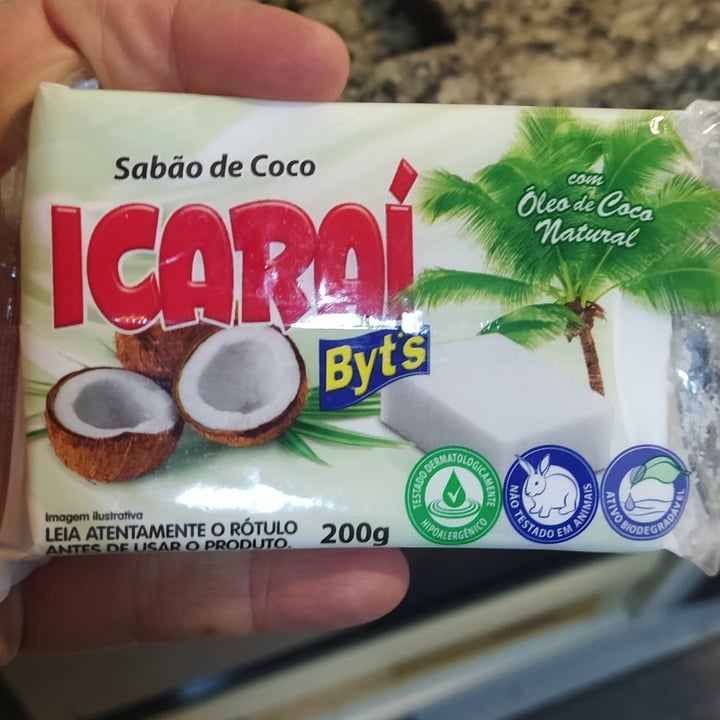 Sabão de Coco
ICARAÍ
Byt's
com
Óleo de Coco
Natural
Imagem ilustrativa
LEIA ATENTAMENTE O RÓTULO
ANTES DE USAR O PRODUTO.
200g
TESTADO DERMATOLOGICAMENTE
HIPOALERGÊNICO
NÃO TESTADO EM ANIMAIS
ATIVO BIODEGRADÁVEL